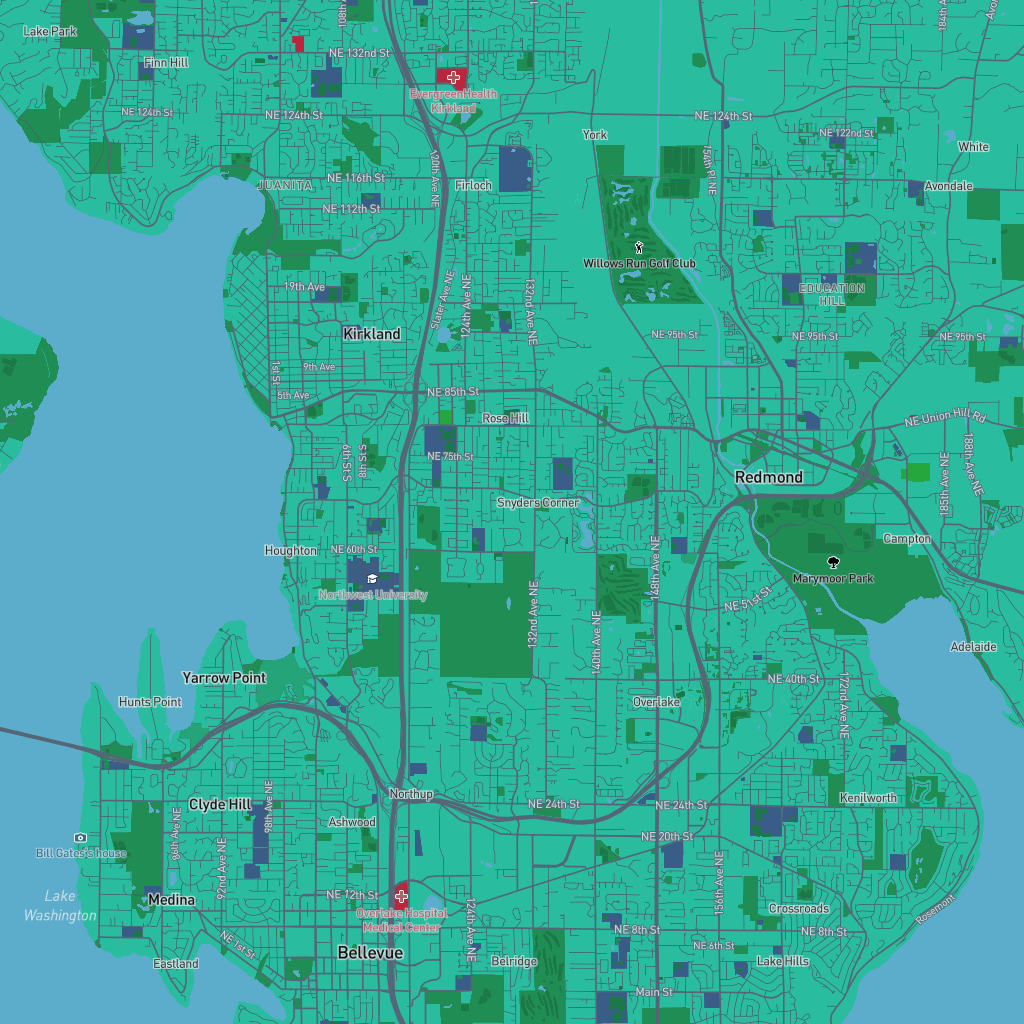 Lake Park
108th
NE 132nd St
184th A
Avo
Finn Hill
EvergreenHealth
Kirkland
NE 124th St
NE 124th St
NE 124th St
York
NE 122nd St
White
120th Ave NE
154th Pl NE
JUANITA
NE 116th St
Firloch
Avondale
NE 112th St
Willows Run Golf Club
19th Ave
Slater Ave NE
124th Ave NE
132nd Ave NE
EDUCATION
HILL
Kirkland
NE 95th St
NE 95th St
NE 95th St
1st St
9th Ave
5th Ave
NE 85th St
Rose Hill
NE Union Hill Rd
6th St S
8th St S
NE 75th St
188th Ave NE
185th Ave NE
Redmond
Snyders Corner
Houghton
NE 60th St
148th Ave NE
Campton
Marymoor Park
Northwest University
132nd Ave NE
140th Ave NE
NE 51st St
Adelaide
Yarrow Point
Hunts Point
Overlake
NE 40th St
172nd Ave NE
Northup
Clyde Hill
98th Ave NE
NE 24th St
NE 24th St
Kenilworth
Ashwood
86th Ave NE
92nd Ave NE
NE 20th St
Bill Gates's house
156th Ave NE
Lake
Washington
Medina
NE 12th St
Overlake Hospital
Medical Center
124th Ave NE
Crossroads
Rosemont
NE 8th St
NE 8th St
NE 1st St
NE 6th St
Bellevue
Eastland
Belridge
Lake Hills
Main St